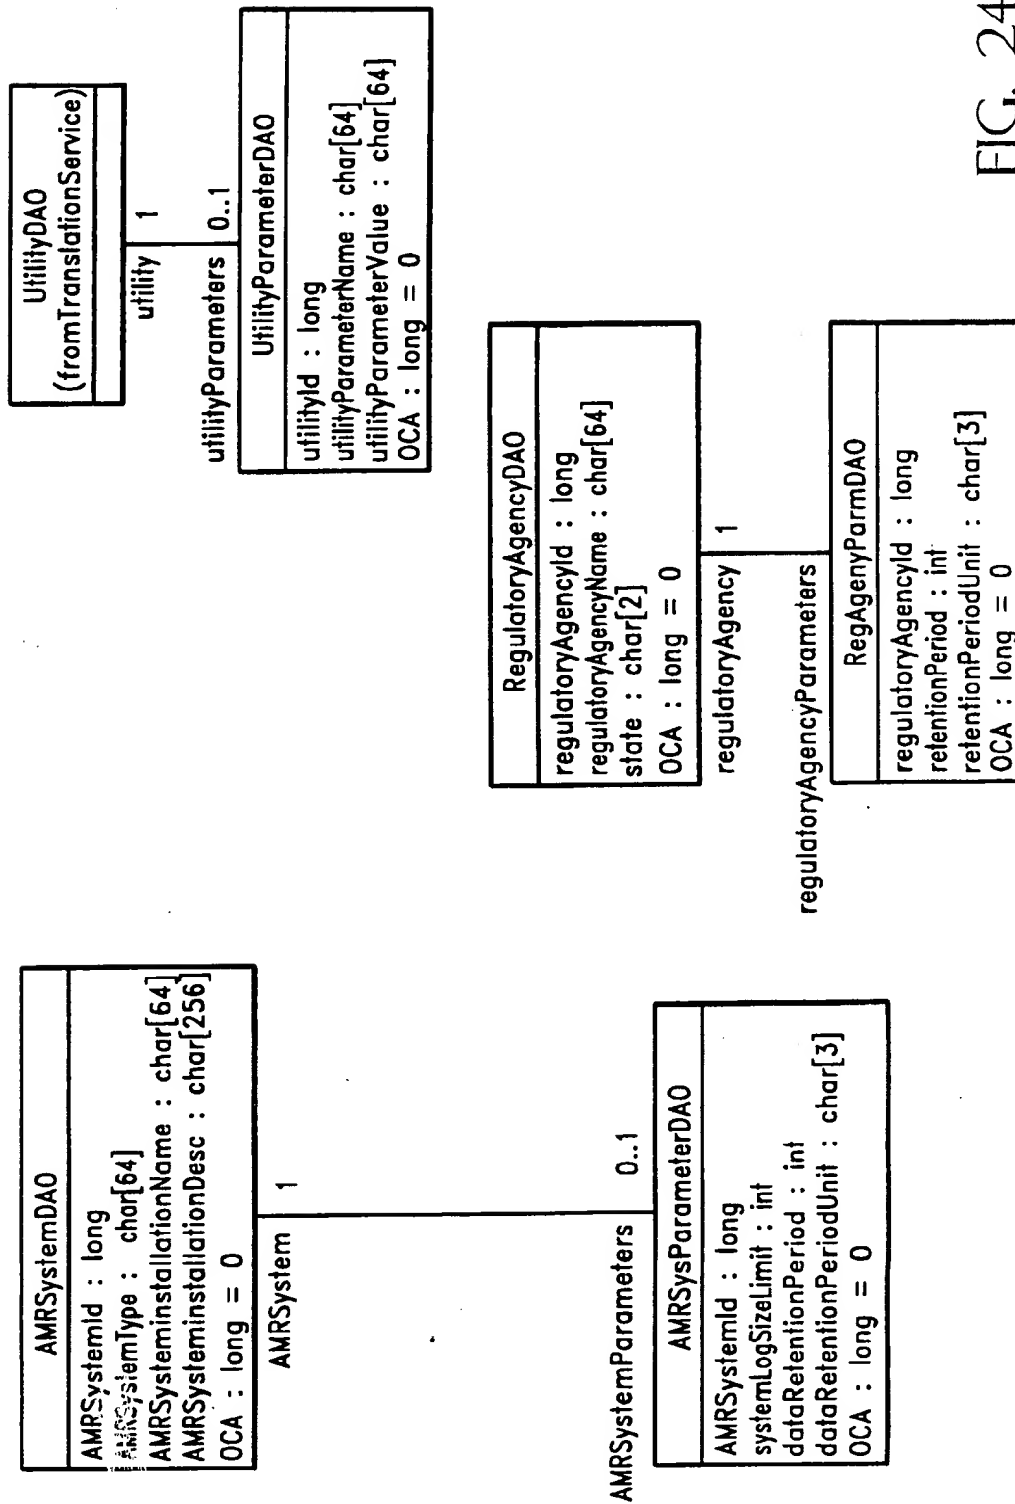 AMRSystemDAO
AMRSystemId : long
AMRSystemType : char[64]
AMRSysteminstallationName : char[64]
AMRSysteminstallationDesc : char[256]
OCA : long = 0
AMRSystem 1
AMRSystemParameters 0..1
AMRSysParameterDAO
AMRSystemId : long
systemLogSizeLimit : int
dataRetentionPeriod : int
dataRetentionPeriodUnit : char[3]
OCA : long = 0
UtilityDAO
(fromTranslationService)
utility 1
utilityParameters 0..1
UtilityParameterDAO
utilityId : long
utilityParameterName : char[64]
utilityParameterValue : char[64]
OCA : long = 0
RegulatoryAgencyDAO
regulatoryAgencyId : long
regulatoryAgencyName : char[64]
state : char[2]
OCA : long = 0
regulatoryAgency 1
regulatoryAgencyParameters
RegAgenyParmDAO
regulatoryAgencyId : long
retentionPeriod : int
retentionPeriodUnit : char[3]
OCA : long = 0
FIG. 24